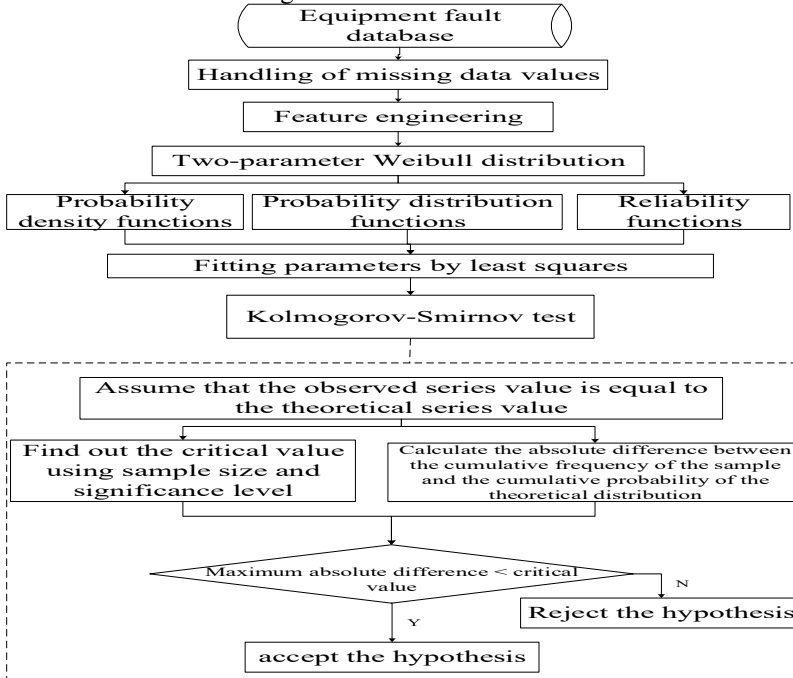 Equipment fault
database
Handling of missing data values
Feature engineering
Two-parameter Weibull distribution
Probability
density functions
Probability distribution
functions
Reliability
functions
Fitting parameters by least squares
Kolmogorov-Smirnov test
Assume that the observed series value is equal to
the theoretical series value
Find out the critical value
using sample size and
significance level
Calculate the absolute difference between
the cumulative frequency of the sample
and the cumulative probability of the
theoretical distribution
Maximum absolute difference < critical
value
N
Reject the hypothesis
Y
accept the hypothesis